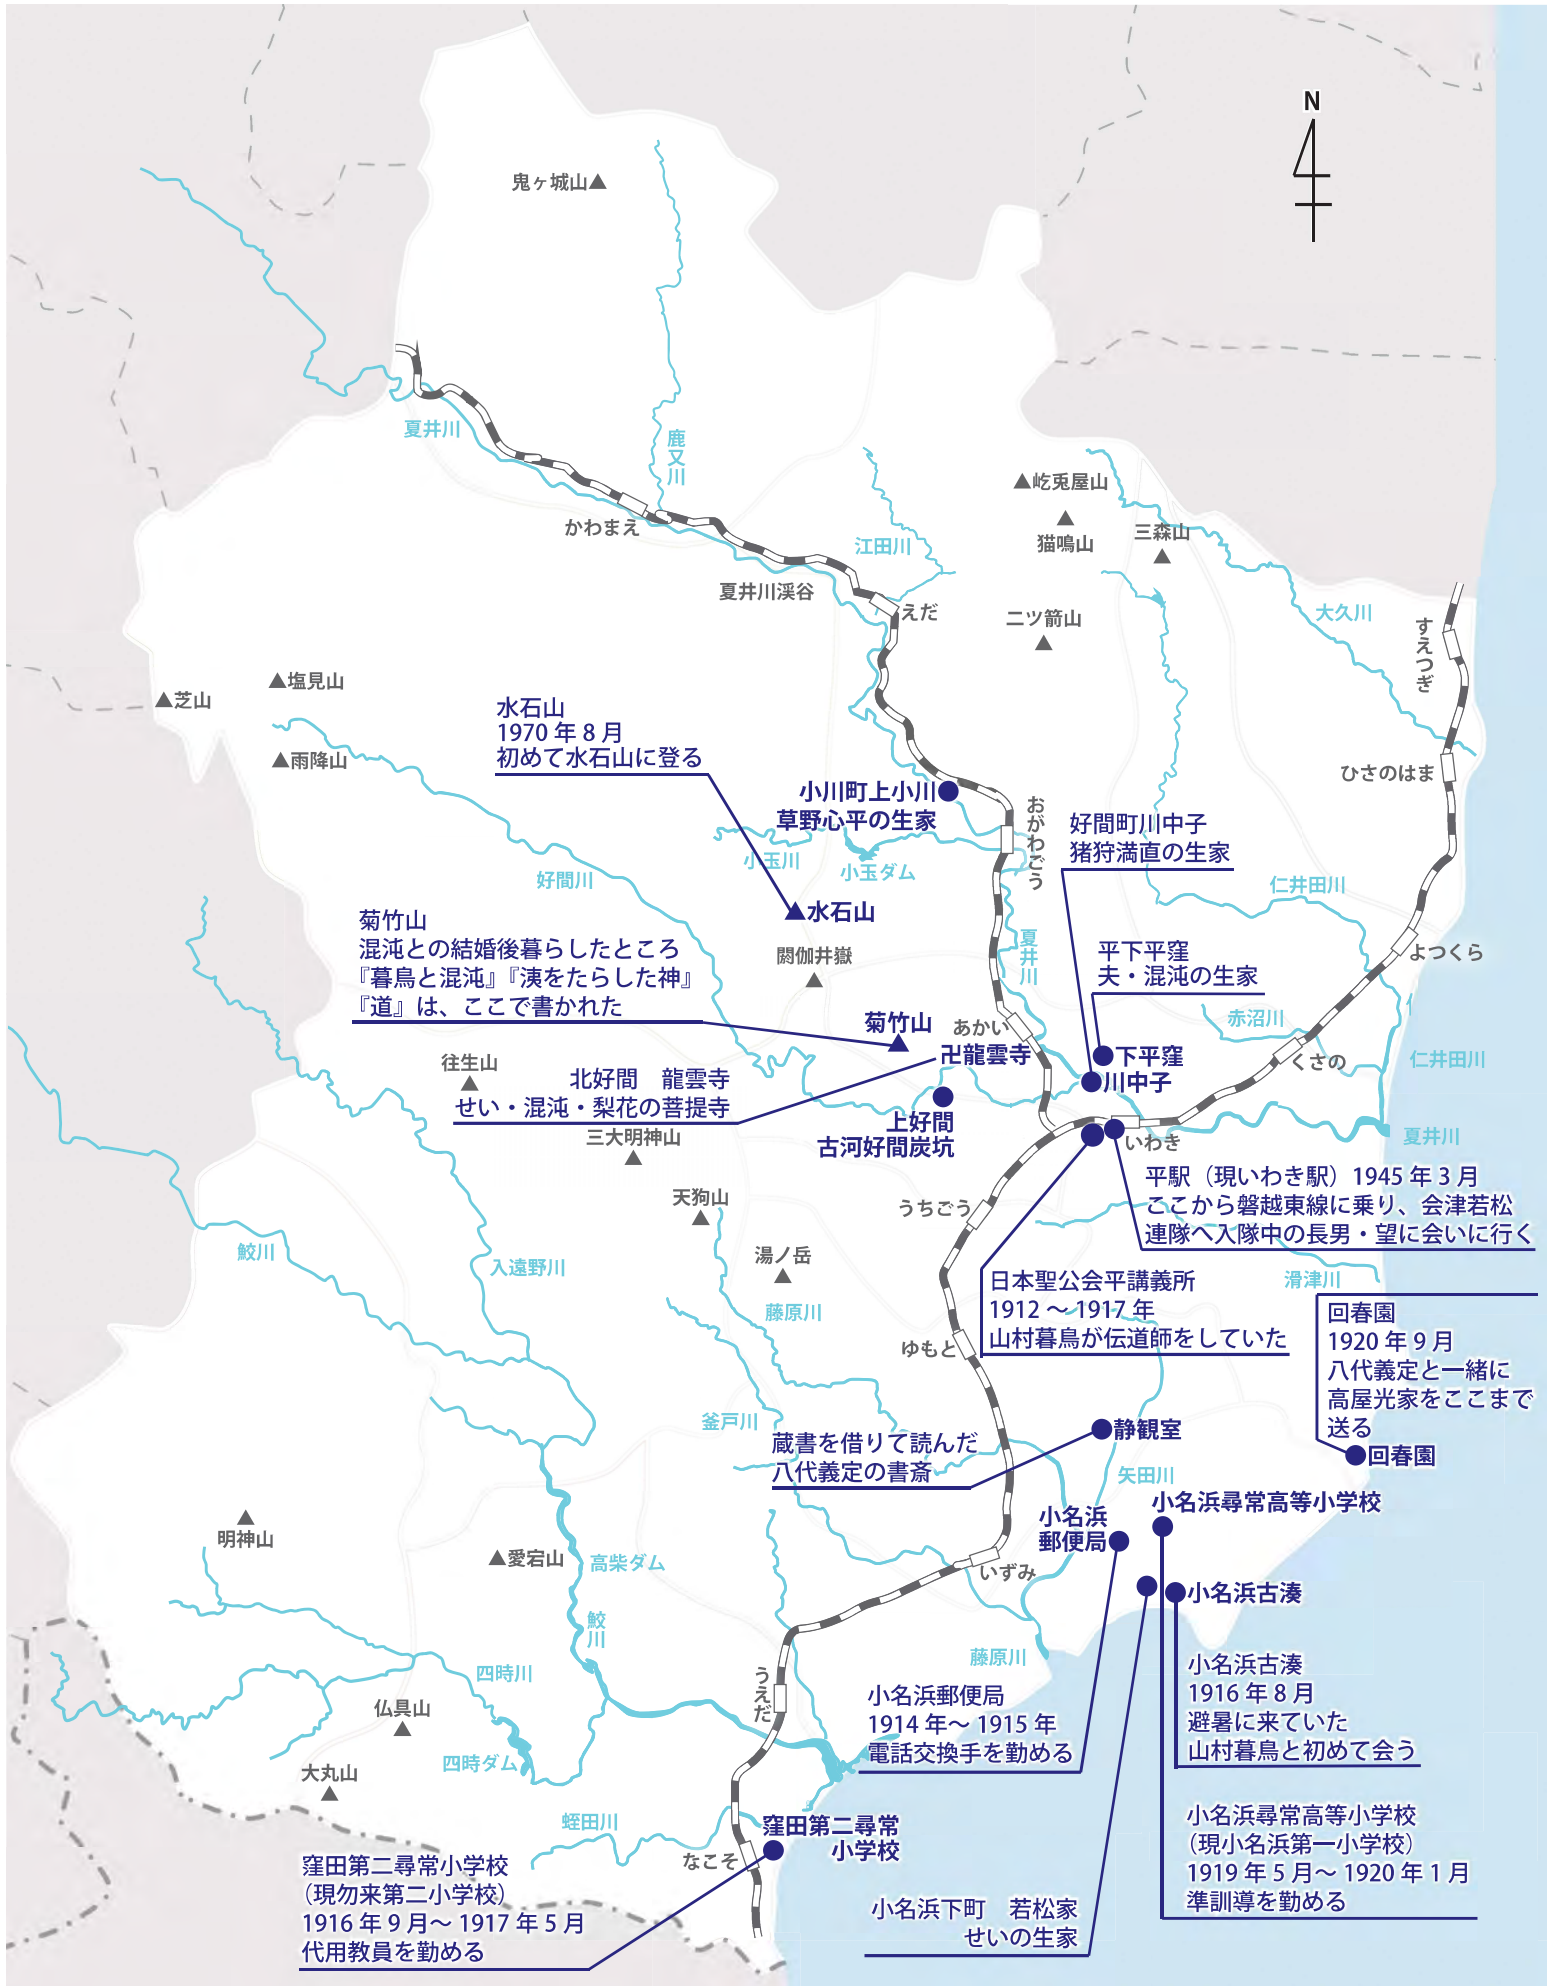 N
鬼ヶ城山
夏井川
鹿又川
かわまえ
江田川
夏井川渓谷
えだ
屹兎屋山
猫鳴山
三森山
二ツ箭山
大久川
すえつぎ
ひさのはま
塩見山
芝山
雨降山
水石山
1970 年 8 月
初めて水石山に登る
小川町上小川
草野心平の生家
おがわごう
小玉川
小玉ダム
好間川
好間町川中子
猪狩満直の生家
仁井田川
水石山
菊竹山
混沌との結婚後暮らしたところ
『暮鳥と混沌』『洟をたらした神』
『道』は、ここで書かれた
閼伽井嶽
夏井川
平下平窪
夫・混沌の生家
よつくら
赤沼川
仁井田川
くさの
菊竹山
あかい
卍龍雲寺
下平窪
川中子
往生山
北好間 龍雲寺
せい・混沌・梨花の菩提寺
上好間
古河好間炭坑
三大明神山
いわき
夏井川
平駅（現いわき駅）1945 年 3 月
ここから磐越東線に乗り、会津若松
連隊へ入隊中の長男・望に会いに行く
天狗山
うちごう
鮫川
入遠野川
湯ノ岳
藤原川
滑津川
日本聖公会平講義所
1912 ～ 1917 年
山村暮鳥が伝道師をしていた
ゆもと
回春園
1920 年 9 月
八代義定と一緒に
高屋光家をここまで
送る
回春園
釜戸川
蔵書を借りて読んだ
八代義定の書斎
静観室
矢田川
小名浜尋常高等小学校
小名浜
郵便局
明神山
愛宕山
高柴ダム
いずみ
小名浜古湊
鮫川
藤原川
四時川
うえだ
仏具山
四時ダム
大丸山
小名浜郵便局
1914 年～ 1915 年
電話交換手を勤める
小名浜古湊
1916 年 8 月
避暑に来ていた
山村暮鳥と初めて会う
蛭田川
窪田第二尋常
小学校
なこそ
小名浜尋常高等小学校
（現小名浜第一小学校）
1919 年 5 月～ 1920 年 1 月
準訓導を勤める
窪田第二尋常小学校
（現勿来第二小学校）
1916 年 9 月～ 1917 年 5 月
代用教員を勤める
小名浜下町 若松家
せいの生家